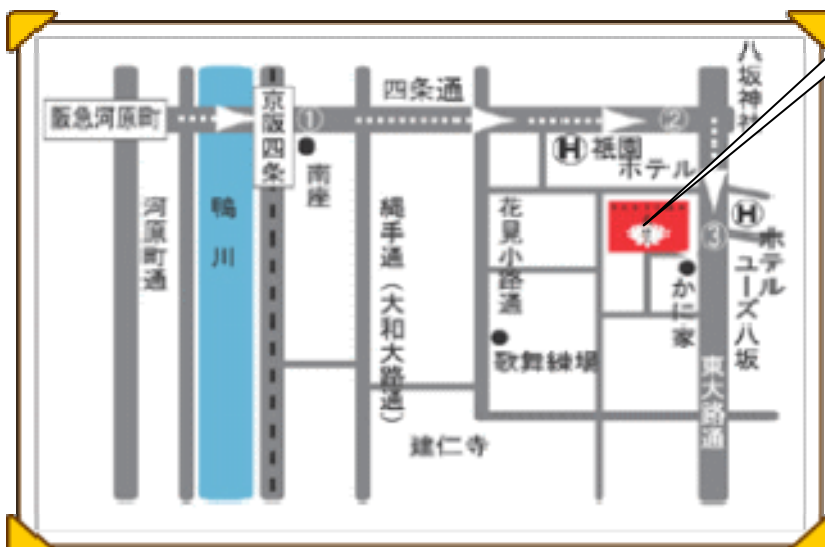 四条通
八坂神社
阪急河原町
京阪四条
①
②
南座
H 祇園
ホテル
河原町通
鴨川
縄手通(大和大路通)
花見小路通
H
ホテル
ユーズ八坂
③
かに家
歌舞練場
東大路通
建仁寺